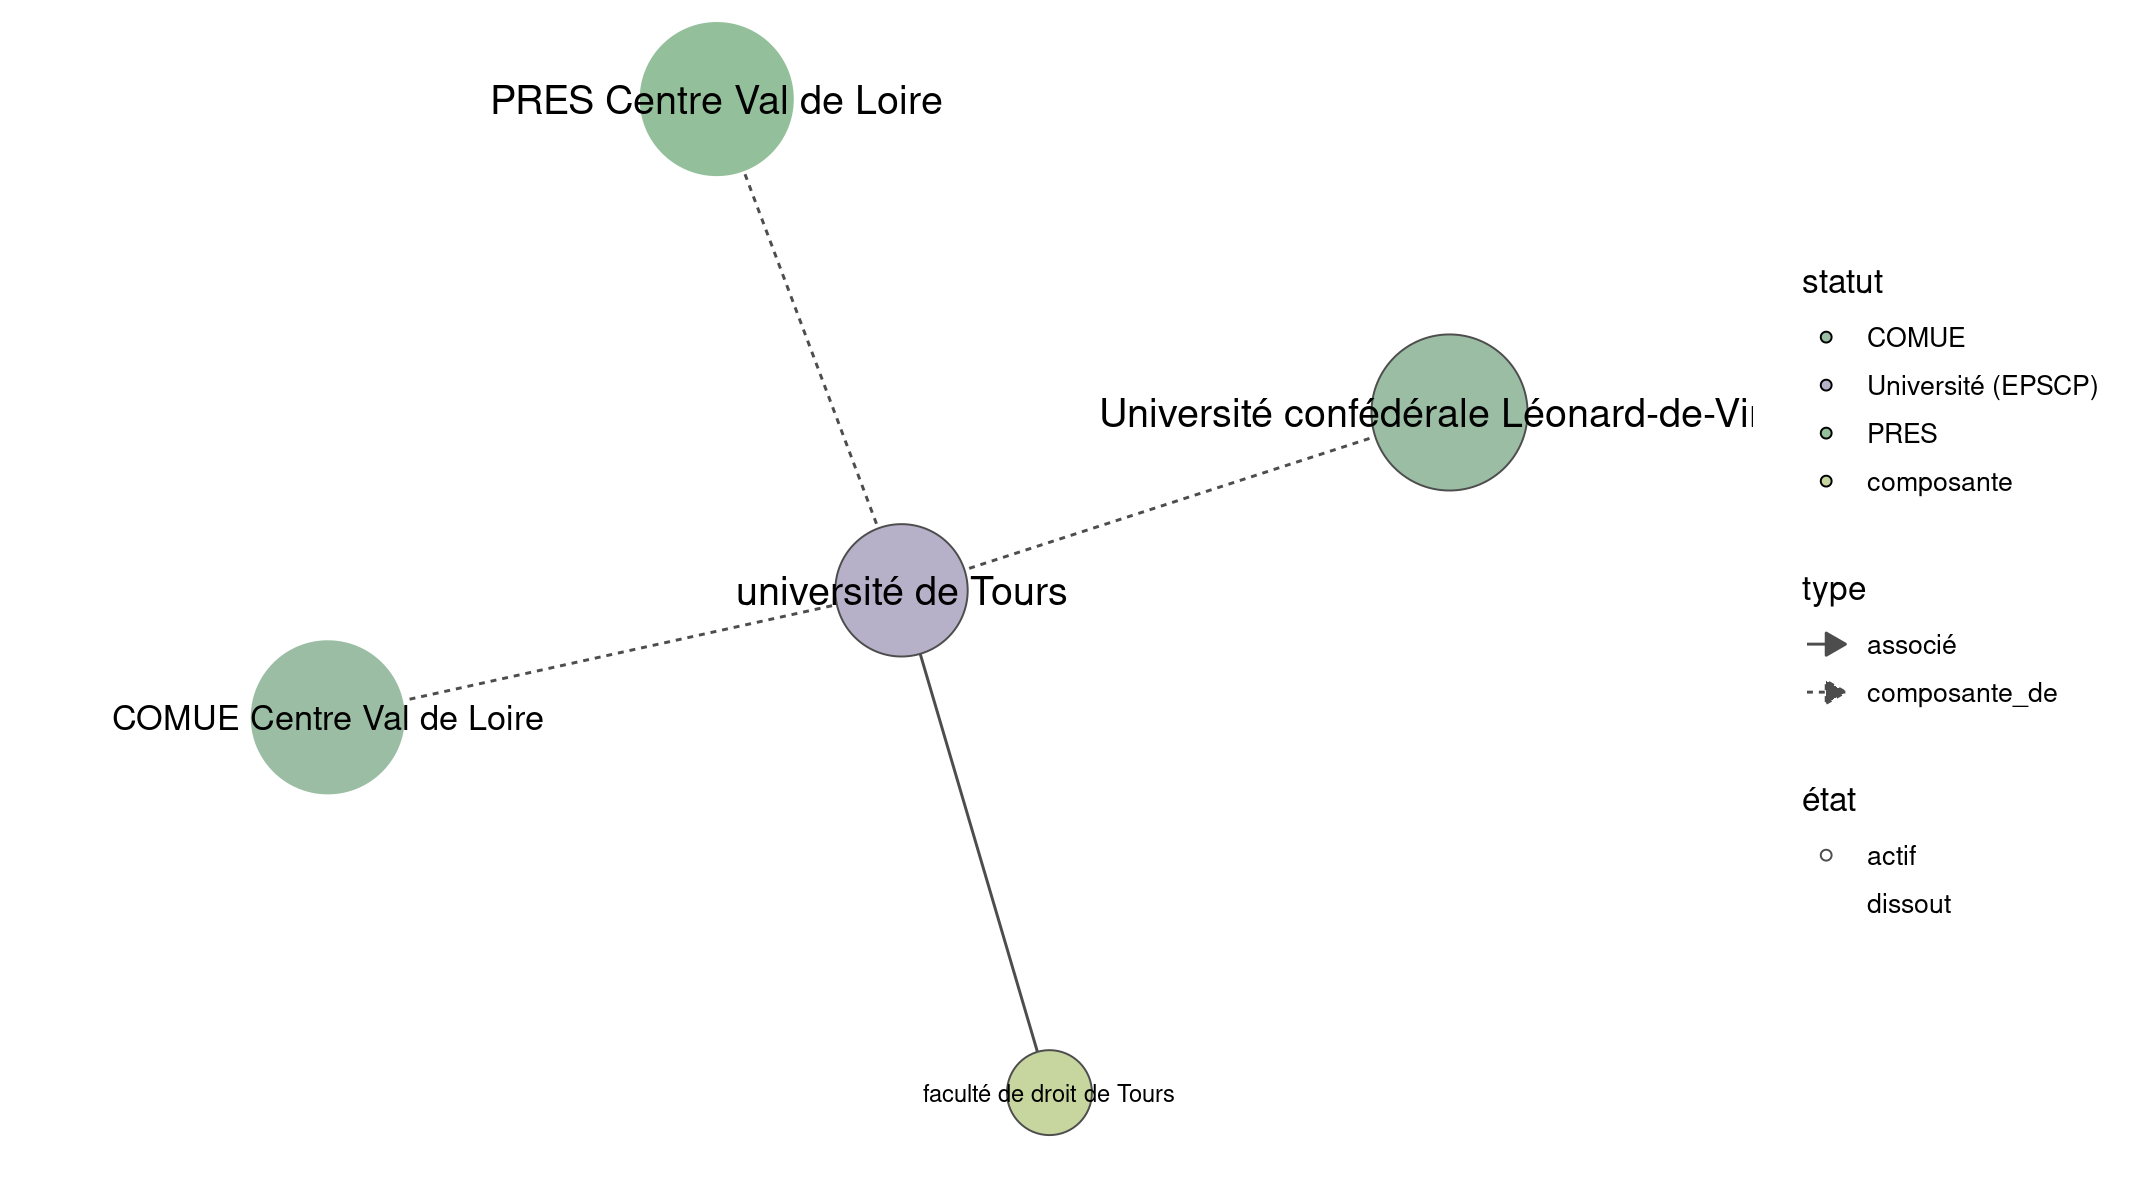 PRES Centre Val de Loire
Université confédérale Léonard-de-Vi
université de Tours
COMUE Centre Val de Loire
faculté de droit de Tours
statut
COMUE
Université (EPSCP)
PRES
composante
type
associé
composante_de
état
actif
dissout